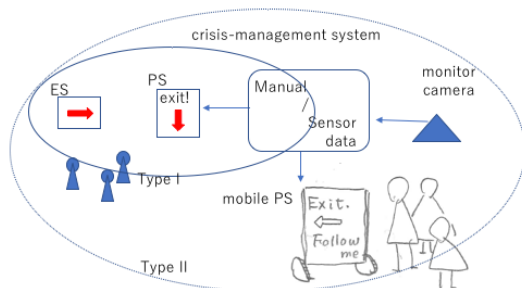 crisis-management system
ES
PS
exit!
Manual
/
Sensor
data
monitor
camera
Type I
mobile PS
Exit.
Follow
me
Type II